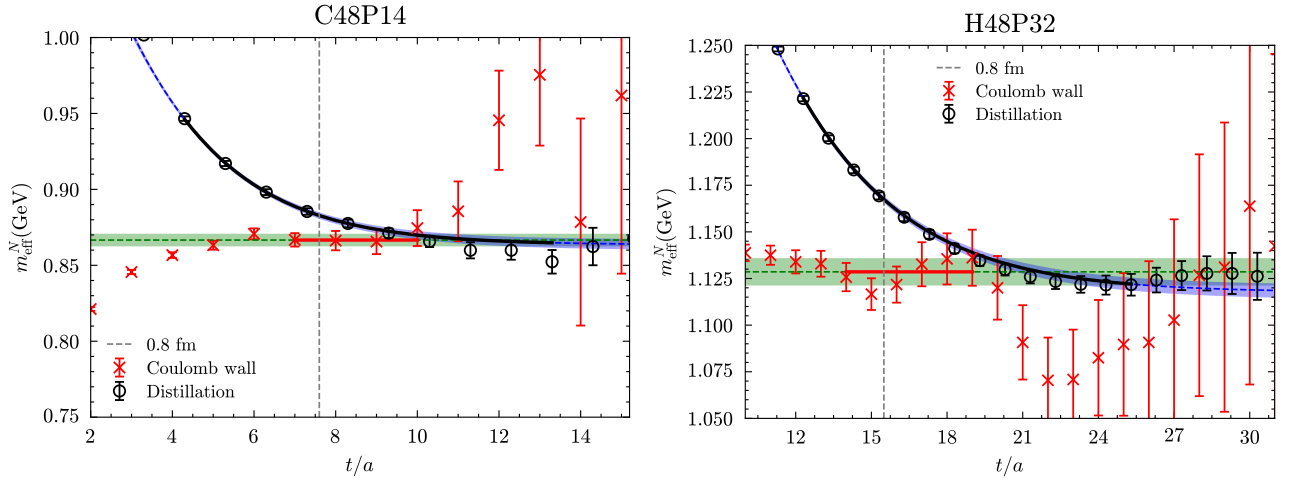 C48P14
1.00
0.95
0.90
0.85
0.80
0.75
m_eff^N(GeV)
0.8 fm
Coulomb wall
Distillation
2 4 6 8 10 12 14
t/a
H48P32
1.250
1.225
1.200
1.175
1.150
1.125
1.100
1.075
1.050
m_eff^N(GeV)
0.8 fm
Coulomb wall
Distillation
12 15 18 21 24 27 30
t/a